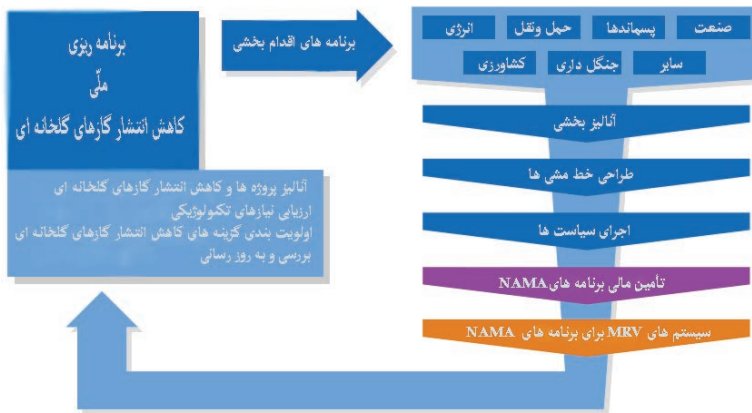 برنامه ریزی
ملّی
کاهش انتشار گازهای گلخانه ای
آنالیز پروژه ها و کاهش انتشار گازهای گلخانه ای
ارزیابی نیازهای تکنولوژیکی
اولویت بندی گزینه های کاهش انتشار گازهای گلخانه ای
بررسی و به روز رسانی
برنامه های اقدام بخشی
صنعت پسماندها حمل ونقل انرژی
سایر جنگل داری کشاورزی
آنالیز بخشی
طراحی خط مشی ها
اجرای سیاست ها
تأمین مالی برنامه های NAMA
سیستم های MRV برای برنامه های NAMA